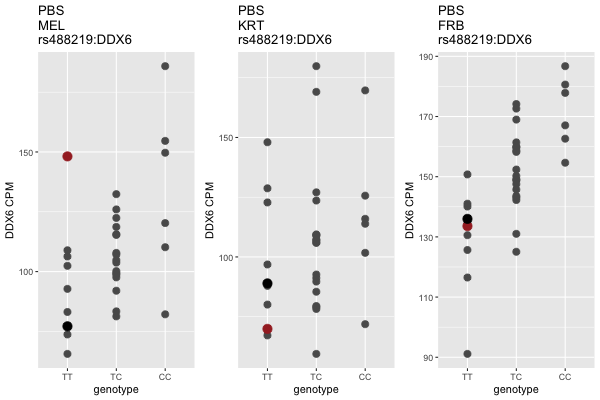 PBS
MEL
rs488219:DDX6
DDX6 CPM
150
100
TT
TC
CC
genotype
PBS
KRT
rs488219:DDX6
DDX6 CPM
150
100
TT
TC
CC
genotype
PBS
FRB
rs488219:DDX6
DDX6 CPM
190
170
150
130
110
90
TT
TC
CC
genotype